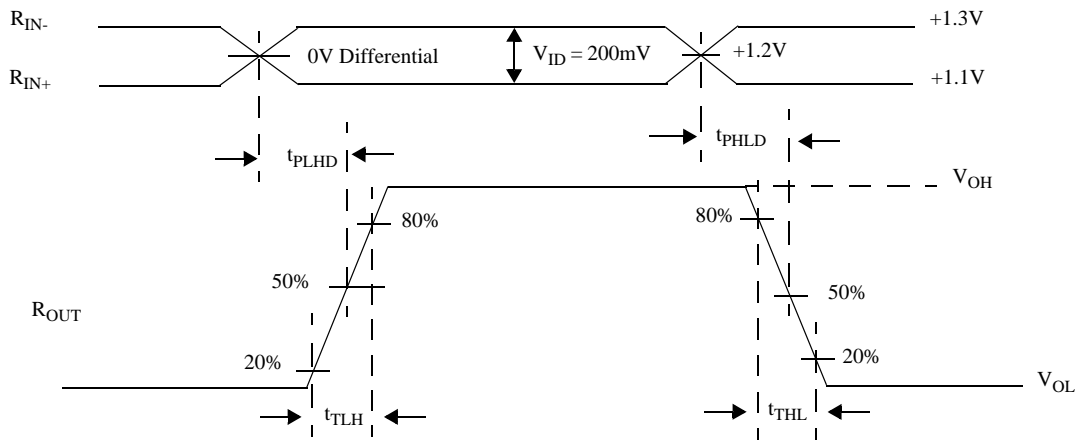 R_IN- +1.3V
0V Differential V_ID = 200mV +1.2V
R_IN+ +1.1V
t_PLHD t_PHLD
V_OH
80% 80%
50% 50%
R_OUT
20% 20%
V_OL
t_TLH t_THL